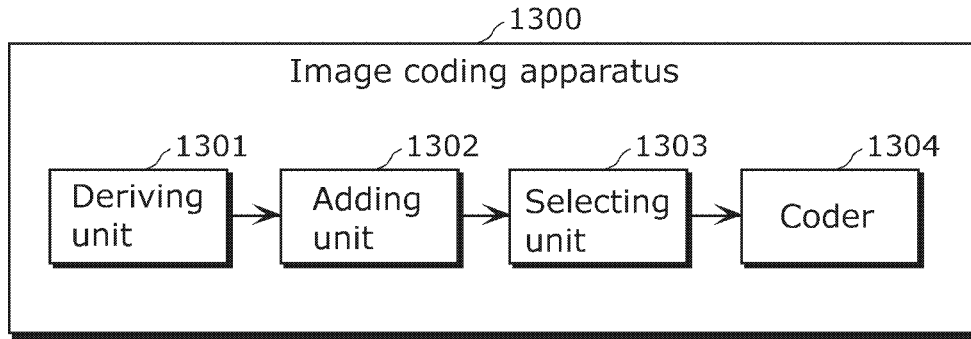 1300
Image coding apparatus
1301
1302
1303
1304
Deriving
unit
Adding
unit
Selecting
unit
Coder